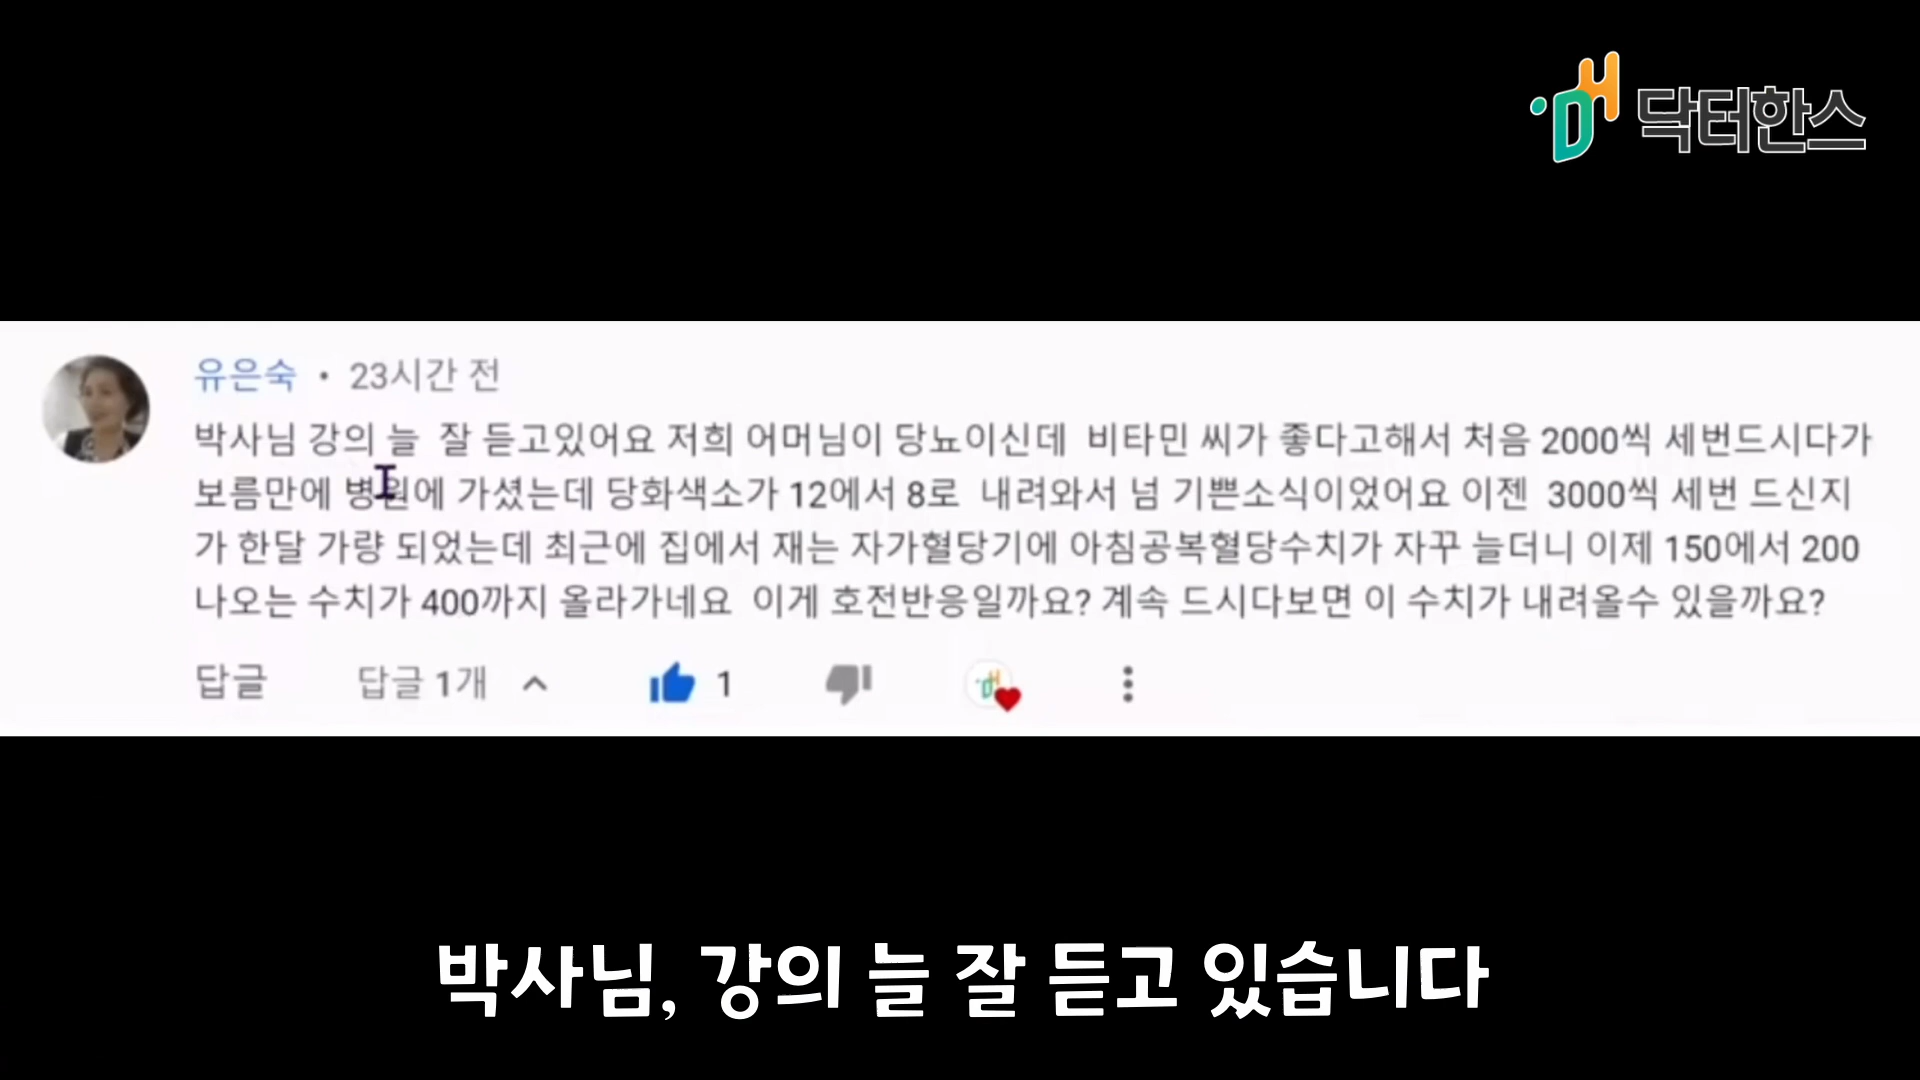 닥터한스
유은숙 • 23시간 전
박사님 강의 늘 잘 듣고있어요 저희 어머님이 당뇨이신데 비타민 씨가 좋다고해서 처음 2000씩 세번드시다가
보름만에 병원에 가셨는데 당화색소가 12에서 8로 내려와서 넘 기쁜소식이었어요 이젠 3000씩 세번 드신지
가 한달 가량 되었는데 최근에 집에서 재는 자가혈당기에 아침공복혈당수치가 자꾸 늘더니 이제 150에서 200
나오는 수치가 400까지 올라가네요 이게 호전반응일까요? 계속 드시다보면 이 수치가 내려올수 있을까요?
답글 답글 1개 1
박사님, 강의 늘 잘 듣고 있습니다